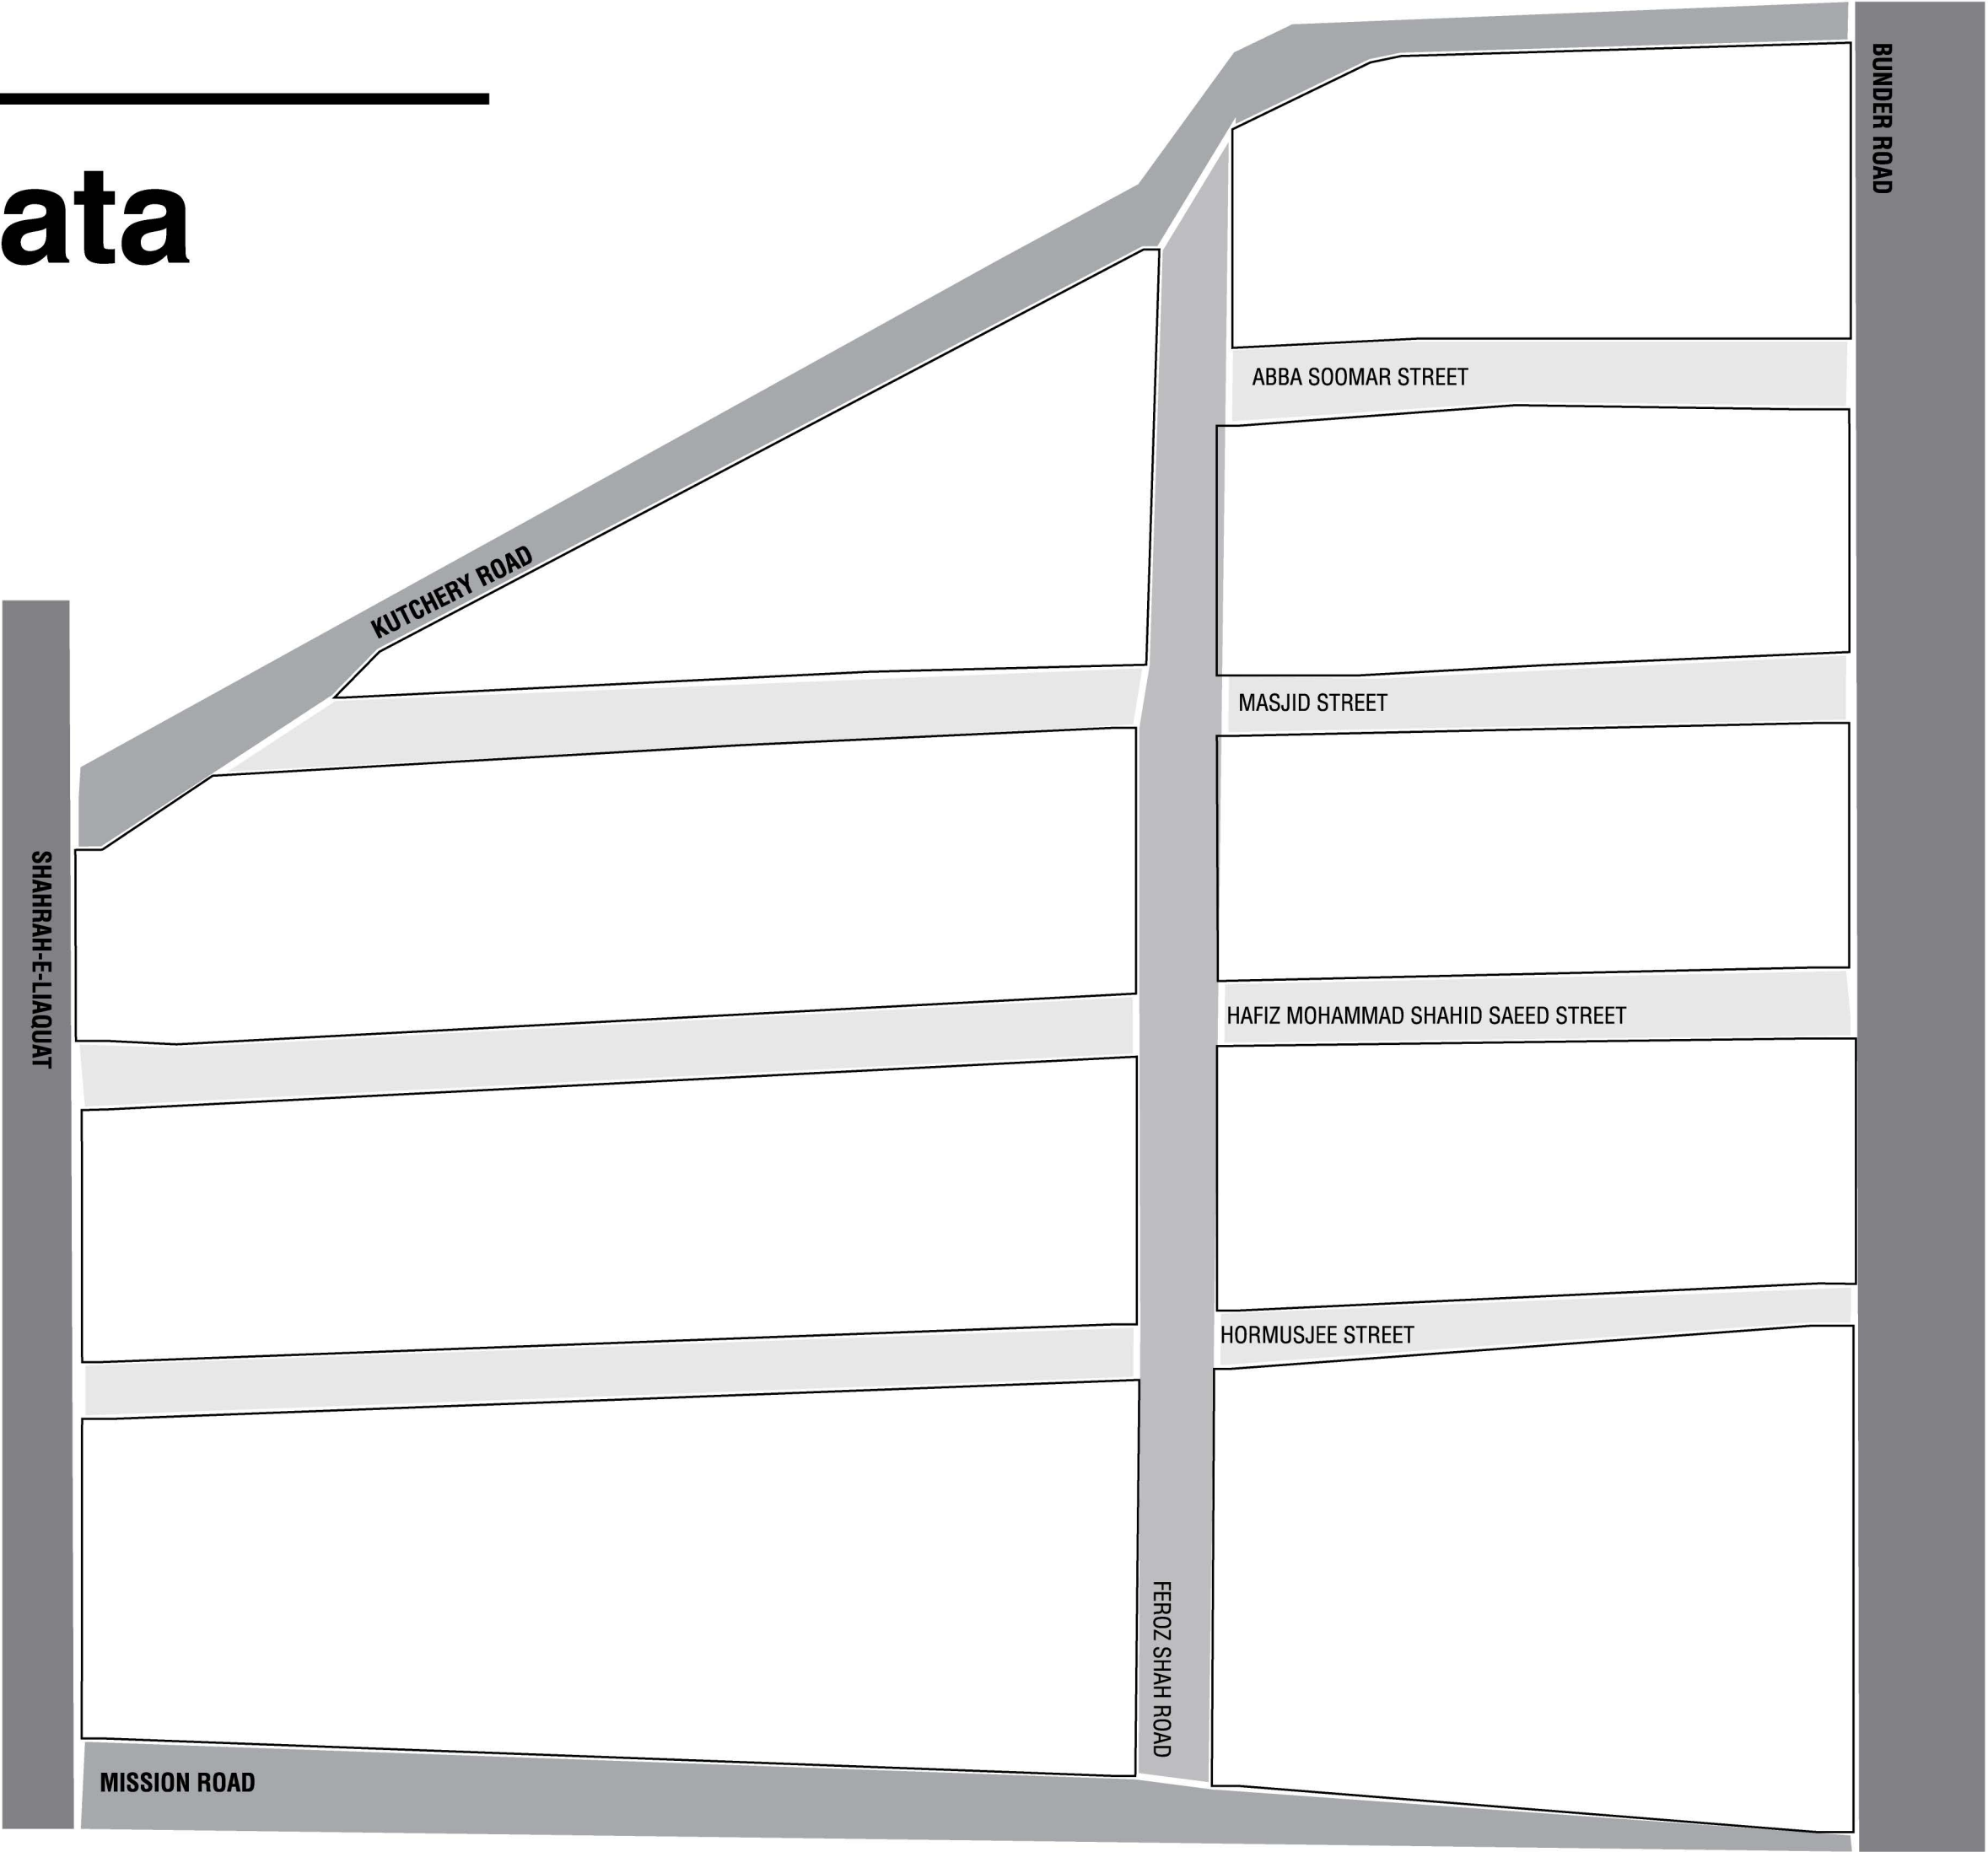 ata
BUNDER ROAD
ABBA SOOMAR STREET
KUTCHERY ROAD
MASJID STREET
SHAHRAH-E-LIAQUAT
HAFIZ MOHAMMAD SHAHID SAEED STREET
HORMUSJEE STREET
FEROZ SHAH ROAD
MISSION ROAD